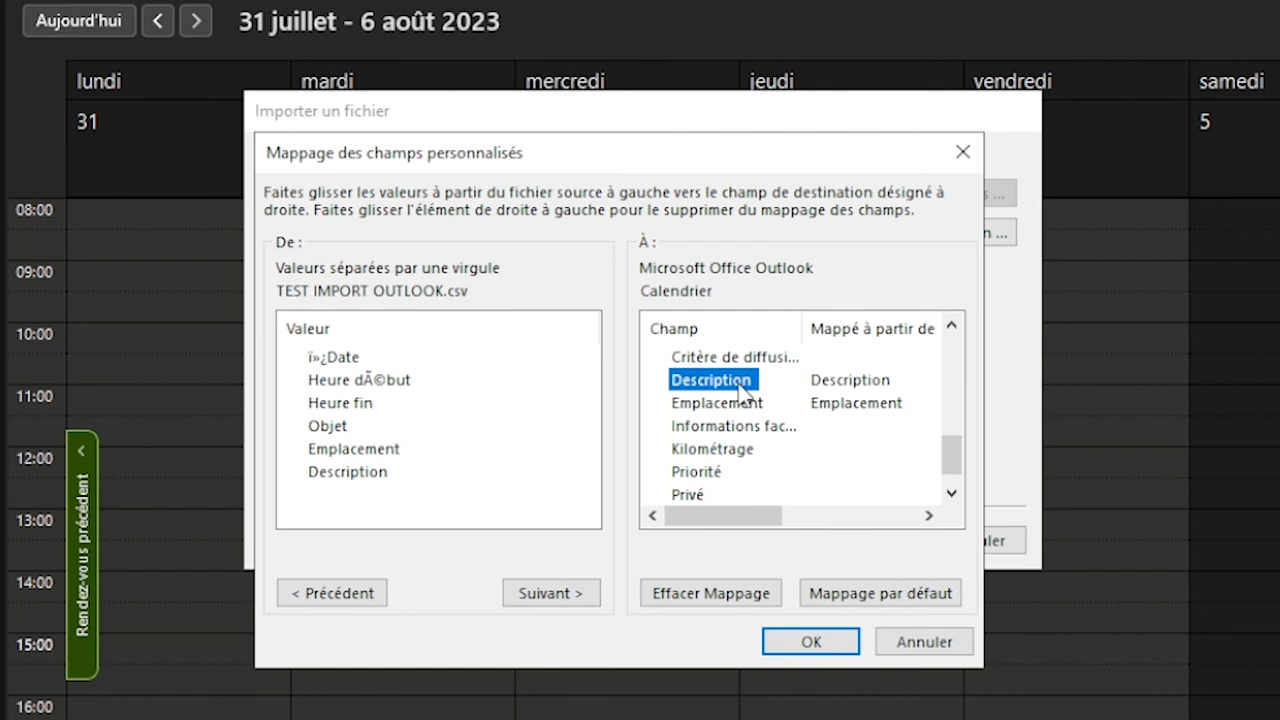 Aujourd'hui
31 juillet - 6 août 2023
lundi
mardi
mercredi
jeudi
vendredi
samedi
31
5
Importer un fichier
Mappage des champs personnalisés
Faites glisser les valeurs à partir du fichier source à gauche vers le champ de destination désigné à
droite. Faites glisser l'élément de droite à gauche pour le supprimer du mappage des champs.
De :
Valeurs séparées par une virgule
TEST IMPORT OUTLOOK.csv
Valeur
ï»¿Date
Heure dÃ©but
Heure fin
Objet
Emplacement
Description
< Précédent
Suivant >
À :
Microsoft Office Outlook
Calendrier
Champ Mappé à partir de
Critère de diffusi...
Description Description
Emplacement Emplacement
Informations fac...
Kilométrage
Priorité
Privé
Effacer Mappage
Mappage par défaut
OK
Annuler
s ...
n ...
ler
08:00
09:00
10:00
11:00
12:00
13:00
14:00
15:00
16:00
Rendez-vous précédent